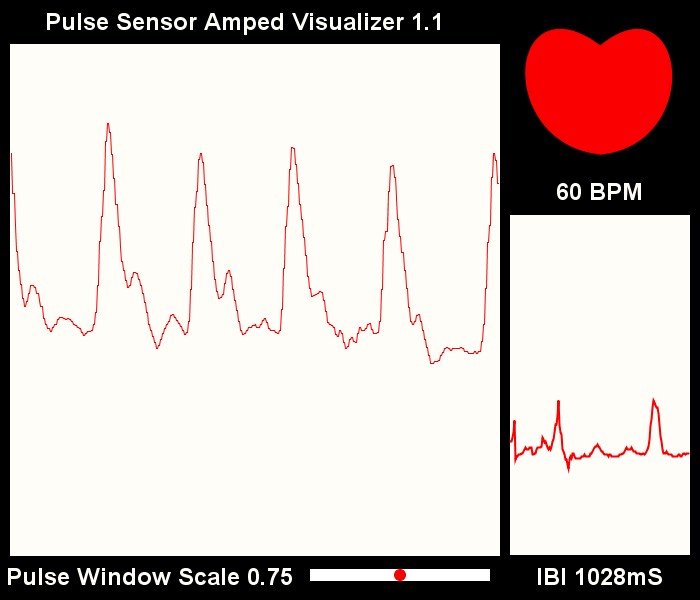 Pulse Sensor Amped Visualizer 1.1
60 BPM
Pulse Window Scale 0.75
IBI 1028mS